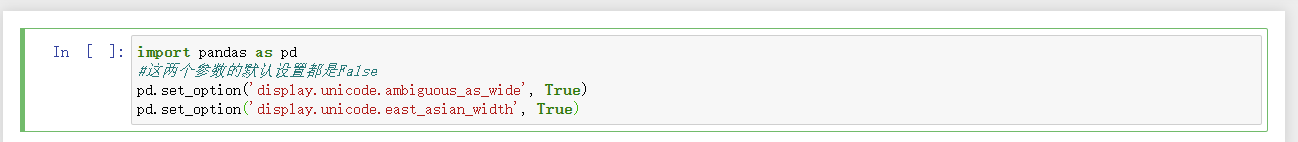 In [ ]: import pandas as pd
#这两个参数的默认设置都是False
pd.set_option('display.unicode.ambiguous_as_wide', True)
pd.set_option('display.unicode.east_asian_width', True)